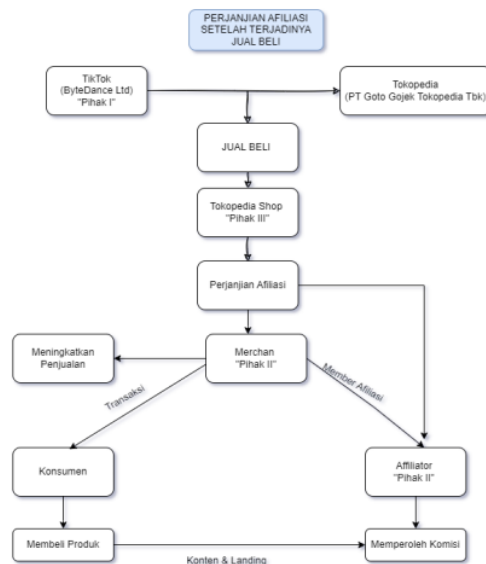 PERJANJIAN AFILIASI
SETELAH TERJADINYA
JUAL BELI
TikTok
(ByteDance Ltd)
"Pihak I"
Tokopedia
(PT Goto Gojek Tokopedia Tbk)
JUAL BELI
Tokopedia Shop
"Pihak III"
Perjanjian Afiliasi
Meningkatkan
Penjualan
Merchan
"Pihak II"
Transaksi
Member Afiliasi
Konsumen
Affiliator
"Pihak II"
Membeli Produk
Memperoleh Komisi
Konten & Landing